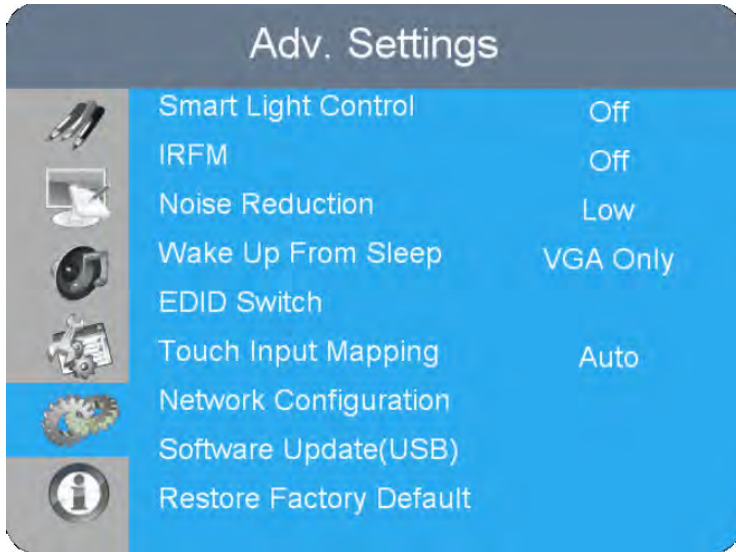 Adv. Settings
Smart Light Control Off
IRFM Off
Noise Reduction Low
Wake Up From Sleep VGA Only
EDID Switch
Touch Input Mapping Auto
Network Configuration
Software Update(USB)
Restore Factory Default